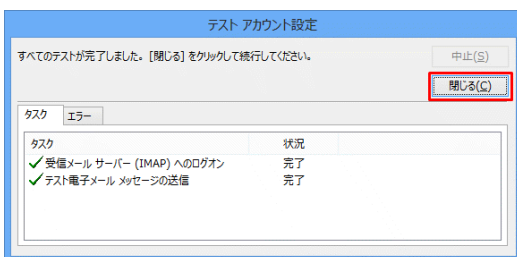 テスト アカウント設定
すべてのテストが完了しました。[閉じる] をクリックして続行してください。
中止(S)
閉じる(C)
タスク エラー
タスク 状況
受信メール サーバー (IMAP) へのログオン 完了
テスト電子メール メッセージの送信 完了